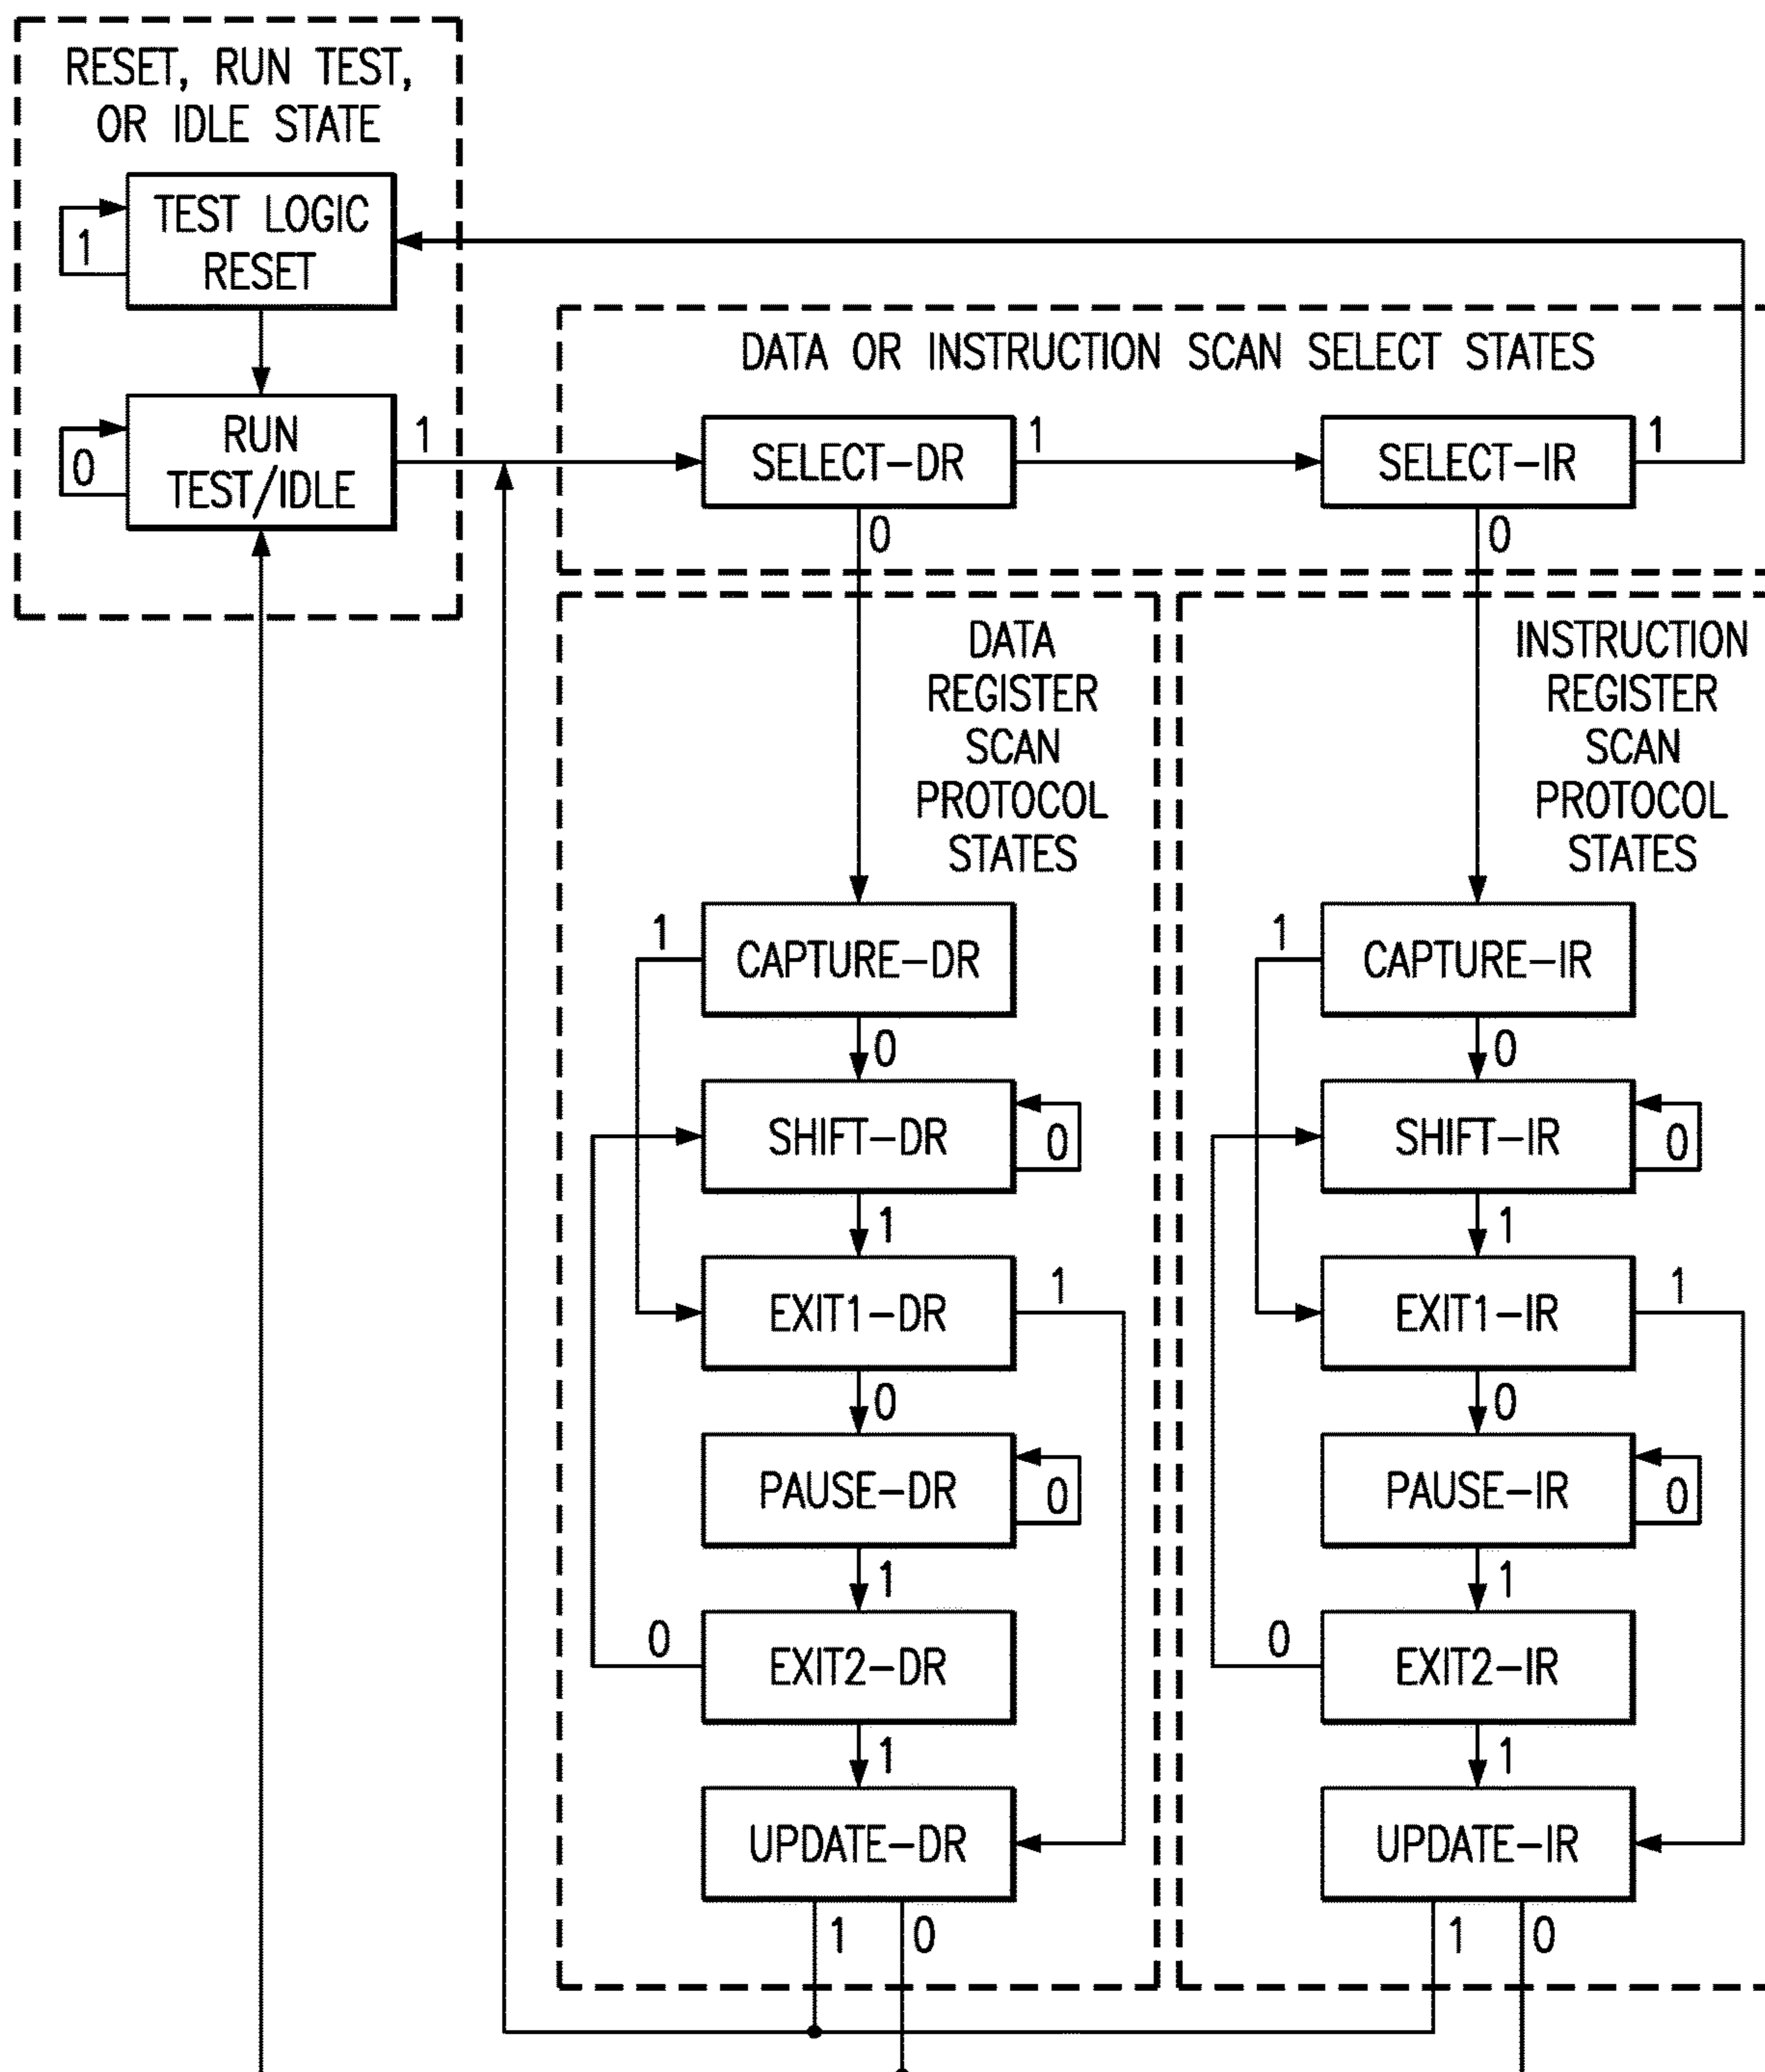 RESET, RUN TEST,
OR IDLE STATE
TEST LOGIC
RESET
1
RUN
TEST/IDLE
0
1
DATA OR INSTRUCTION SCAN SELECT STATES
SELECT-DR
1
0
SELECT-IR
1
0
DATA
REGISTER
SCAN
PROTOCOL
STATES
CAPTURE-DR
1
0
SHIFT-DR
0
1
EXIT1-DR
1
0
PAUSE-DR
0
1
EXIT2-DR
0
1
UPDATE-DR
1
0
INSTRUCTION
REGISTER
SCAN
PROTOCOL
STATES
CAPTURE-IR
1
0
SHIFT-IR
0
1
EXIT1-IR
1
0
PAUSE-IR
0
1
EXIT2-IR
0
1
UPDATE-IR
1
0